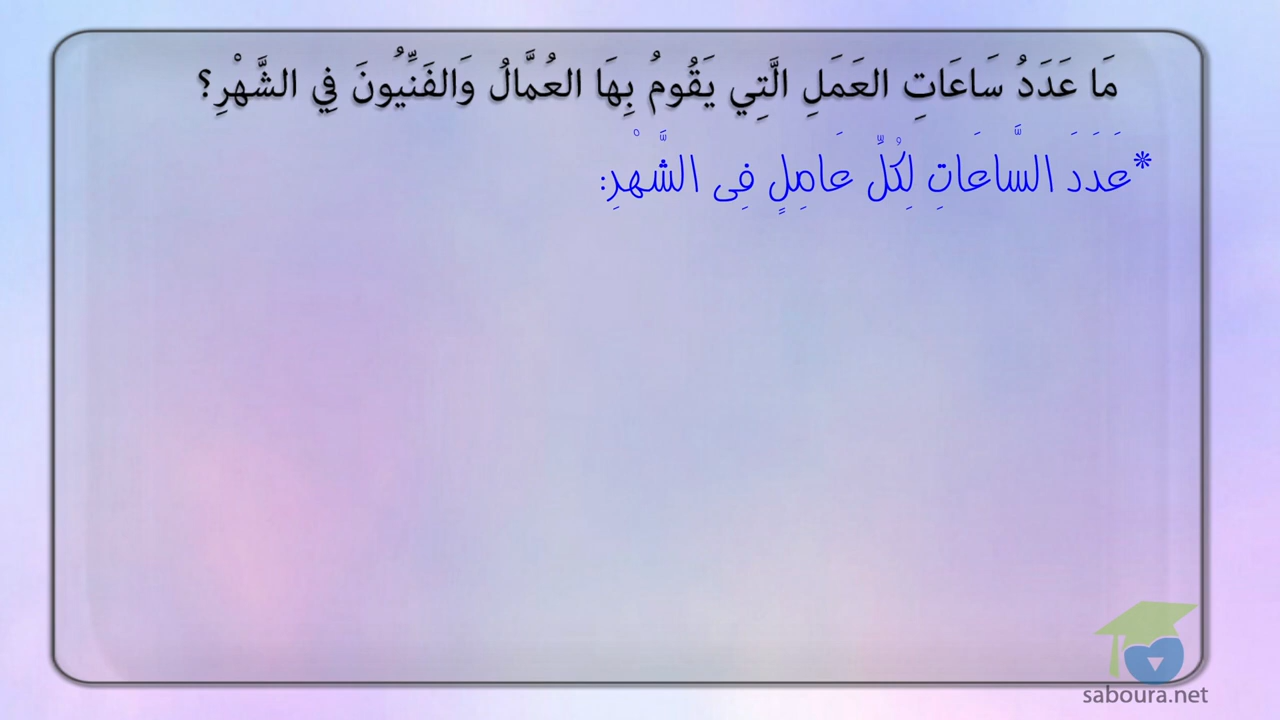 مَا عَدَدُ سَاعَاتِ العَمَلِ الَّتِي يَقُومُ بِهَا العُمَّالُ وَالفَنِّيُونَ فِي الشَّهْرِ؟
*عَدَدَ السَّاعَاتِ لِكُلِّ عَامِلٍ فِى الشَّهْرِ:
saboura.net